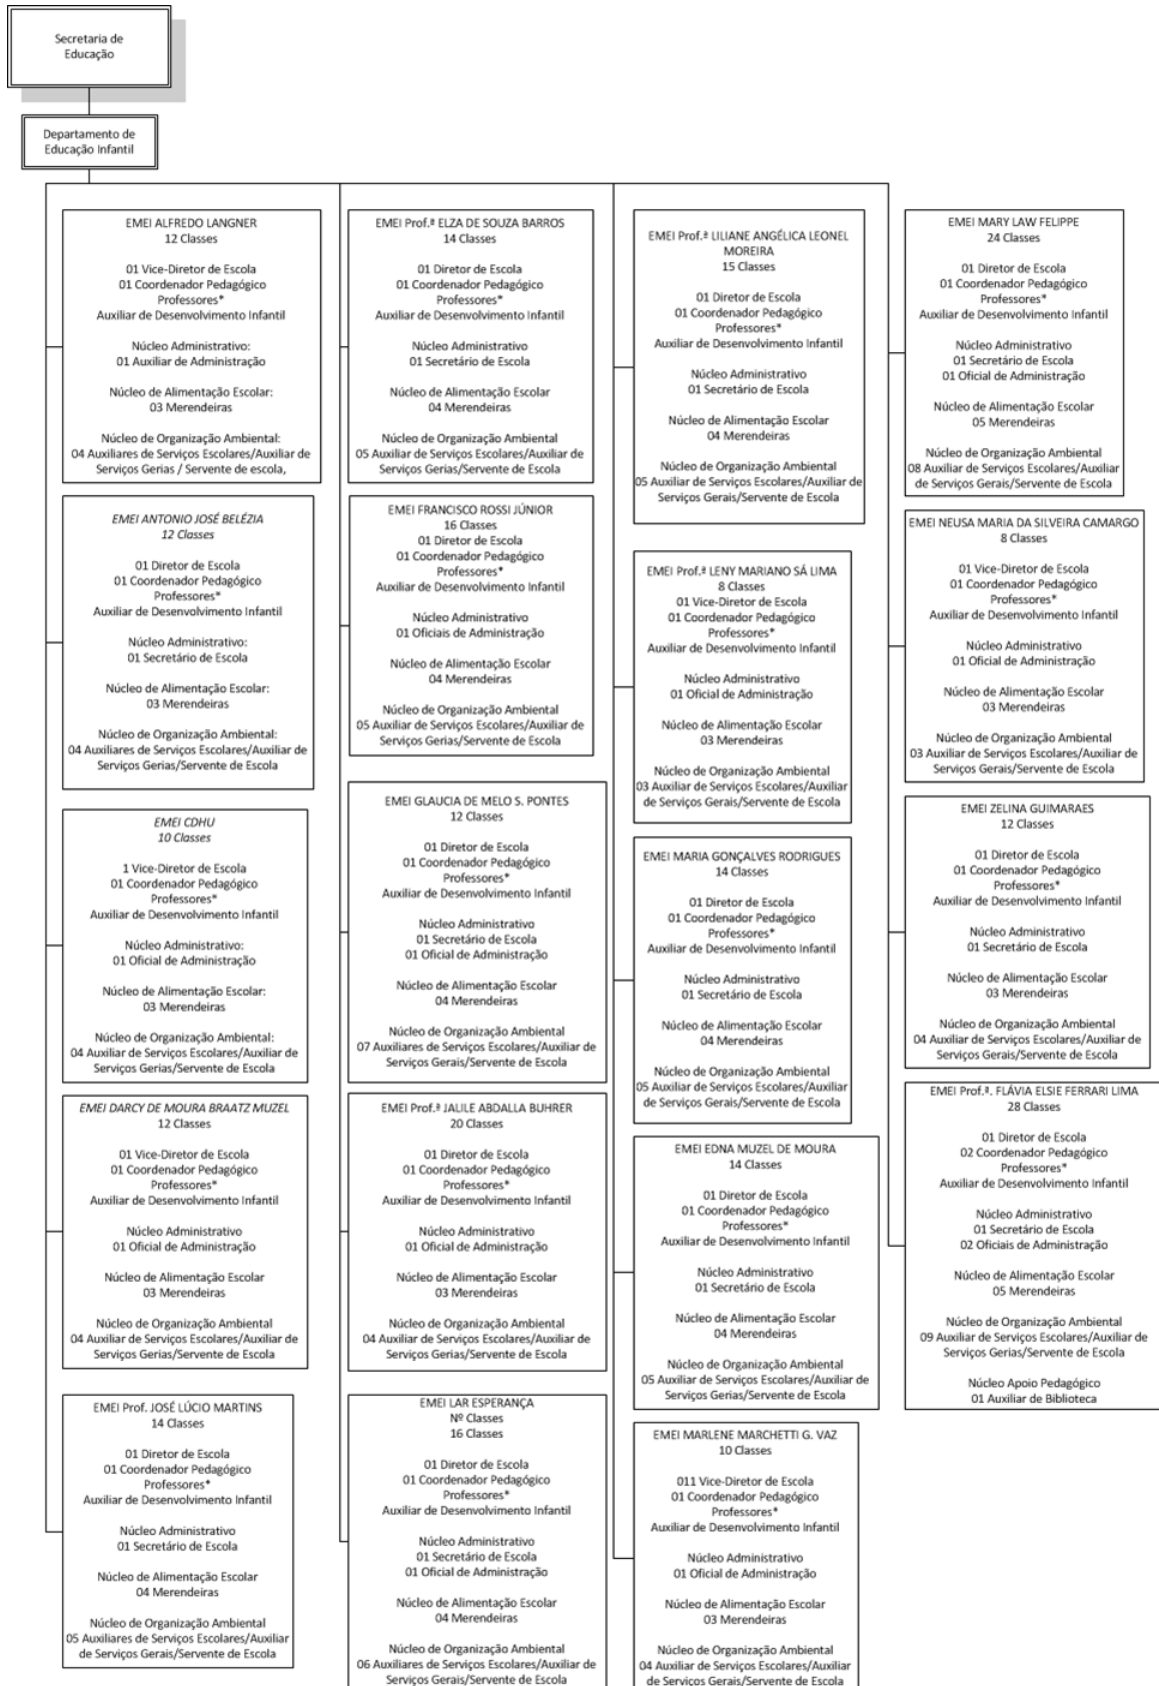 Secretaria de
Educação
Departamento de
Educação Infantil
EMEI ALFREDO LANGNER
12 Classes
01 Vice-Diretor de Escola
01 Coordenador Pedagógico
Professores*
Auxiliar de Desenvolvimento Infantil
Núcleo Administrativo:
01 Auxiliar de Administração
Núcleo de Alimentação Escolar:
03 Merendeiras
Núcleo de Organização Ambiental:
04 Auxiliares de Serviços Escolares/Auxiliar de
Serviços Gerias / Servente de escola,
EMEI ANTONIO JOSÉ BELÉZIA
12 Classes
01 Diretor de Escola
01 Coordenador Pedagógico
Professores*
Auxiliar de Desenvolvimento Infantil
Núcleo Administrativo:
01 Secretário de Escola
Núcleo de Alimentação Escolar:
03 Merendeiras
Núcleo de Organização Ambiental:
04 Auxiliares de Serviços Escolares/Auxiliar de
Serviços Gerias/Servente de Escola
EMEI CDHU
10 Classes
1 Vice-Diretor de Escola
01 Coordenador Pedagógico
Professores*
Auxiliar de Desenvolvimento Infantil
Núcleo Administrativo:
01 Oficial de Administração
Núcleo de Alimentação Escolar:
03 Merendeiras
Núcleo de Organização Ambiental:
04 Auxiliar de Serviços Escolares/Auxiliar de
Serviços Gerias/Servente de Escola
EMEI DARCY DE MOURA BRAATZ MUZEL
12 Classes
01 Vice-Diretor de Escola
01 Coordenador Pedagógico
Professores*
Auxiliar de Desenvolvimento Infantil
Núcleo Administrativo
01 Oficial de Administração
Núcleo de Alimentação Escolar
03 Merendeiras
Núcleo de Organização Ambiental
04 Auxiliar de Serviços Escolares/Auxiliar de
Serviços Gerias/Servente de Escola
EMEI Prof. JOSÉ LÚCIO MARTINS
14 Classes
01 Diretor de Escola
01 Coordenador Pedagógico
Professores*
Auxiliar de Desenvolvimento Infantil
Núcleo Administrativo
01 Secretário de Escola
Núcleo de Alimentação Escolar
04 Merendeiras
Núcleo de Organização Ambiental
05 Auxiliares de Serviços Escolares/Auxiliar
de Serviços Gerais/Servente de Escola
EMEI Prof.ª ELZA DE SOUZA BARROS
14 Classes
01 Diretor de Escola
01 Coordenador Pedagógico
Professores*
Auxiliar de Desenvolvimento Infantil
Núcleo Administrativo
01 Secretário de Escola
Núcleo de Alimentação Escolar
04 Merendeiras
Núcleo de Organização Ambiental
05 Auxiliar de Serviços Escolares/Auxiliar de
Serviços Gerias/Servente de Escola
EMEI FRANCISCO ROSSI JÚNIOR
16 Classes
01 Diretor de Escola
01 Coordenador Pedagógico
Professores*
Auxiliar de Desenvolvimento Infantil
Núcleo Administrativo
01 Oficiais de Administração
Núcleo de Alimentação Escolar
04 Merendeiras
Núcleo de Organização Ambiental
05 Auxiliar de Serviços Escolares/Auxiliar de
Serviços Gerias/Servente de Escola
EMEI GLAUCIA DE MELO S. PONTES
12 Classes
01 Diretor de Escola
01 Coordenador Pedagógico
Professores*
Auxiliar de Desenvolvimento Infantil
Núcleo Administrativo
01 Secretário de Escola
01 Oficial de Administração
Núcleo de Alimentação Escolar
04 Merendeiras
Núcleo de Organização Ambiental
07 Auxiliares de Serviços Escolares/Auxiliar de
Serviços Gerais/Servente de Escola
EMEI Prof.ª JALILE ABDALLA BUHRER
20 Classes
01 Diretor de Escola
01 Coordenador Pedagógico
Professores*
Auxiliar de Desenvolvimento Infantil
Núcleo Administrativo
01 Oficial de Administração
Núcleo de Alimentação Escolar
03 Merendeiras
Núcleo de Organização Ambiental
04 Auxiliar de Serviços Escolares/Auxiliar de
Serviços Gerias/Servente de Escola
EMEI LAR ESPERANÇA
Nº Classes
16 Classes
01 Diretor de Escola
01 Coordenador Pedagógico
Professores*
Auxiliar de Desenvolvimento Infantil
Núcleo Administrativo
01 Secretário de Escola
01 Oficial de Administração
Núcleo de Alimentação Escolar
04 Merendeiras
Núcleo de Organização Ambiental
06 Auxiliares de Serviços Escolares/Auxiliar de
Serviços Gerais/Servente de Escola
EMEI Prof.ª LILIANE ANGÉLICA LEONEL
MOREIRA
15 Classes
01 Diretor de Escola
01 Coordenador Pedagógico
Professores*
Auxiliar de Desenvolvimento Infantil
Núcleo Administrativo
01 Secretário de Escola
Núcleo de Alimentação Escolar
04 Merendeiras
Núcleo de Organização Ambiental
05 Auxiliar de Serviços Escolares/Auxiliar de
Serviços Gerais/Servente de Escola
EMEI Prof.ª LENY MARIANO SÁ LIMA
8 Classes
01 Vice-Diretor de Escola
01 Coordenador Pedagógico
Professores*
Auxiliar de Desenvolvimento Infantil
Núcleo Administrativo
01 Oficial de Administração
Núcleo de Alimentação Escolar
03 Merendeiras
Núcleo de Organização Ambiental
03 Auxiliar de Serviços Escolares/Auxiliar
de Serviços Gerais/Servente de Escola
EMEI MARIA GONÇALVES RODRIGUES
14 Classes
01 Diretor de Escola
01 Coordenador Pedagógico
Professores*
Auxiliar de Desenvolvimento Infantil
Núcleo Administrativo
01 Secretário de Escola
Núcleo de Alimentação Escolar
04 Merendeiras
Núcleo de Organização Ambiental
05 Auxiliar de Serviços Escolares/Auxiliar
de Serviços Gerais/Servente de Escola
EMEI EDNA MUZEL DE MOURA
14 Classes
01 Diretor de Escola
01 Coordenador Pedagógico
Professores*
Auxiliar de Desenvolvimento Infantil
Núcleo Administrativo
01 Secretário de Escola
Núcleo de Alimentação Escolar
04 Merendeiras
Núcleo de Organização Ambiental
05 Auxiliar de Serviços Escolares/Auxiliar de
Serviços Gerias/Servente de Escola
EMEI MARLENE MARCHETTI G. VAZ
10 Classes
011 Vice-Diretor de Escola
01 Coordenador Pedagógico
Professores*
Auxiliar de Desenvolvimento Infantil
Núcleo Administrativo
01 Oficial de Administração
Núcleo de Alimentação Escolar
03 Merendeiras
Núcleo de Organização Ambiental
04 Auxiliar de Serviços Escolares/Auxiliar
de Serviços Gerais/Servente de Escola
EMEI MARY LAW FELIPPE
24 Classes
01 Diretor de Escola
01 Coordenador Pedagógico
Professores*
Auxiliar de Desenvolvimento Infantil
Núcleo Administrativo
01 Secretário de Escola
01 Oficial de Administração
Núcleo de Alimentação Escolar
05 Merendeiras
Núcleo de Organização Ambiental
08 Auxiliar de Serviços Escolares/Auxiliar
de Serviços Gerais/Servente de Escola
EMEI NEUSA MARIA DA SILVEIRA CAMARGO
8 Classes
01 Vice-Diretor de Escola
01 Coordenador Pedagógico
Professores*
Auxiliar de Desenvolvimento Infantil
Núcleo Administrativo
01 Oficial de Administração
Núcleo de Alimentação Escolar
03 Merendeiras
Núcleo de Organização Ambiental
03 Auxiliar de Serviços Escolares/Auxiliar de
Serviços Gerais/Servente de Escola
EMEI ZELINA GUIMARAES
12 Classes
01 Diretor de Escola
01 Coordenador Pedagógico
Professores*
Auxiliar de Desenvolvimento Infantil
Núcleo Administrativo
01 Secretário de Escola
Núcleo de Alimentação Escolar
03 Merendeiras
Núcleo de Organização Ambiental
04 Auxiliar de Serviços Escolares/Auxiliar de
Serviços Gerais/Servente de Escola
EMEI Prof.ª. FLÁVIA ELSIE FERRARI LIMA
28 Classes
01 Diretor de Escola
02 Coordenador Pedagógico
Professores*
Auxiliar de Desenvolvimento Infantil
Núcleo Administrativo
01 Secretário de Escola
02 Oficiais de Administração
Núcleo de Alimentação Escolar
05 Merendeiras
Núcleo de Organização Ambiental
09 Auxiliar de Serviços Escolares/Auxiliar de
Serviços Gerias/Servente de Escola
Núcleo Apoio Pedagógico
01 Auxiliar de Biblioteca